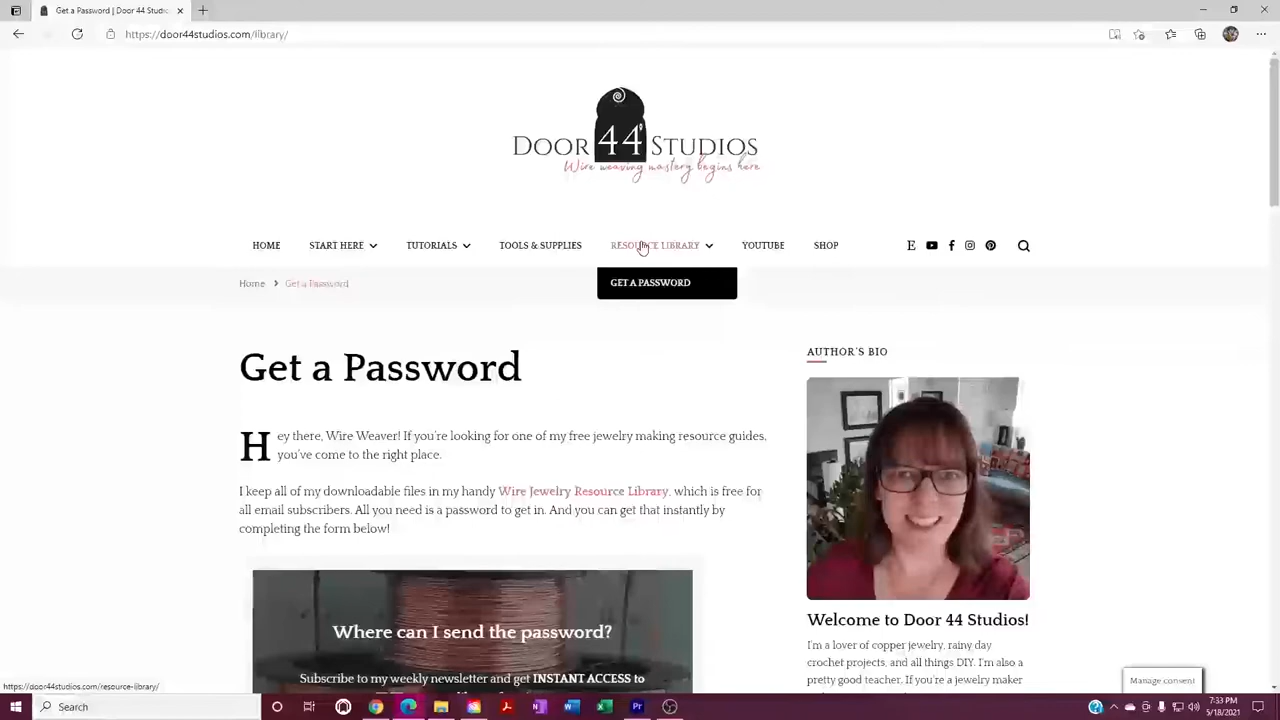 Get a Password | Door 44 Studios
https://door44studios.com/library/
DOOR 44 STUDIOS
Wire weaving mastery begins here
HOME START HERE TUTORIALS TOOLS & SUPPLIES RESOURCE LIBRARY YOUTUBE SHOP
GET A PASSWORD
Home > Get a Password
Get a Password
Hey there, Wire Weaver! If you're looking for one of my free jewelry making resource guides,
you've come to the right place.
I keep all of my downloadable files in my handy Wire Jewelry Resource Library, which is free for
all email subscribers. All you need is a password to get in. And you can get that instantly by
completing the form below!
Where can I send the password?
Subscribe to my weekly newsletter and get INSTANT ACCESS to
AUTHOR'S BIO
Welcome to Door 44 Studios!
I'm a lover of copper jewelry, rainy day
crochet projects, and all things DIY. I'm also a
pretty good teacher. If you're a jewelry maker
Manage consent
https://door44studios.com/resource-library/
Search
7:33 PM
5/18/2021